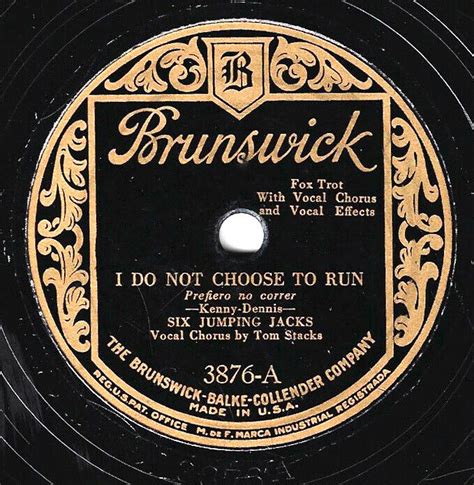 B
Brunswick
Fox Trot
With Vocal Chorus
and Vocal Effects
I DO NOT CHOOSE TO RUN
Prefiero no correr
—Kenny-Dennis—
SIX JUMPING JACKS
Vocal Chorus by Tom Stacks
3876-A
THE BRUNSWICK-BALKE-COLLENDER COMPANY
MADE IN U.S.A.
REG. U.S. PAT. OFFICE M. DE F. MARCA INDUSTRIAL REGISTRADA